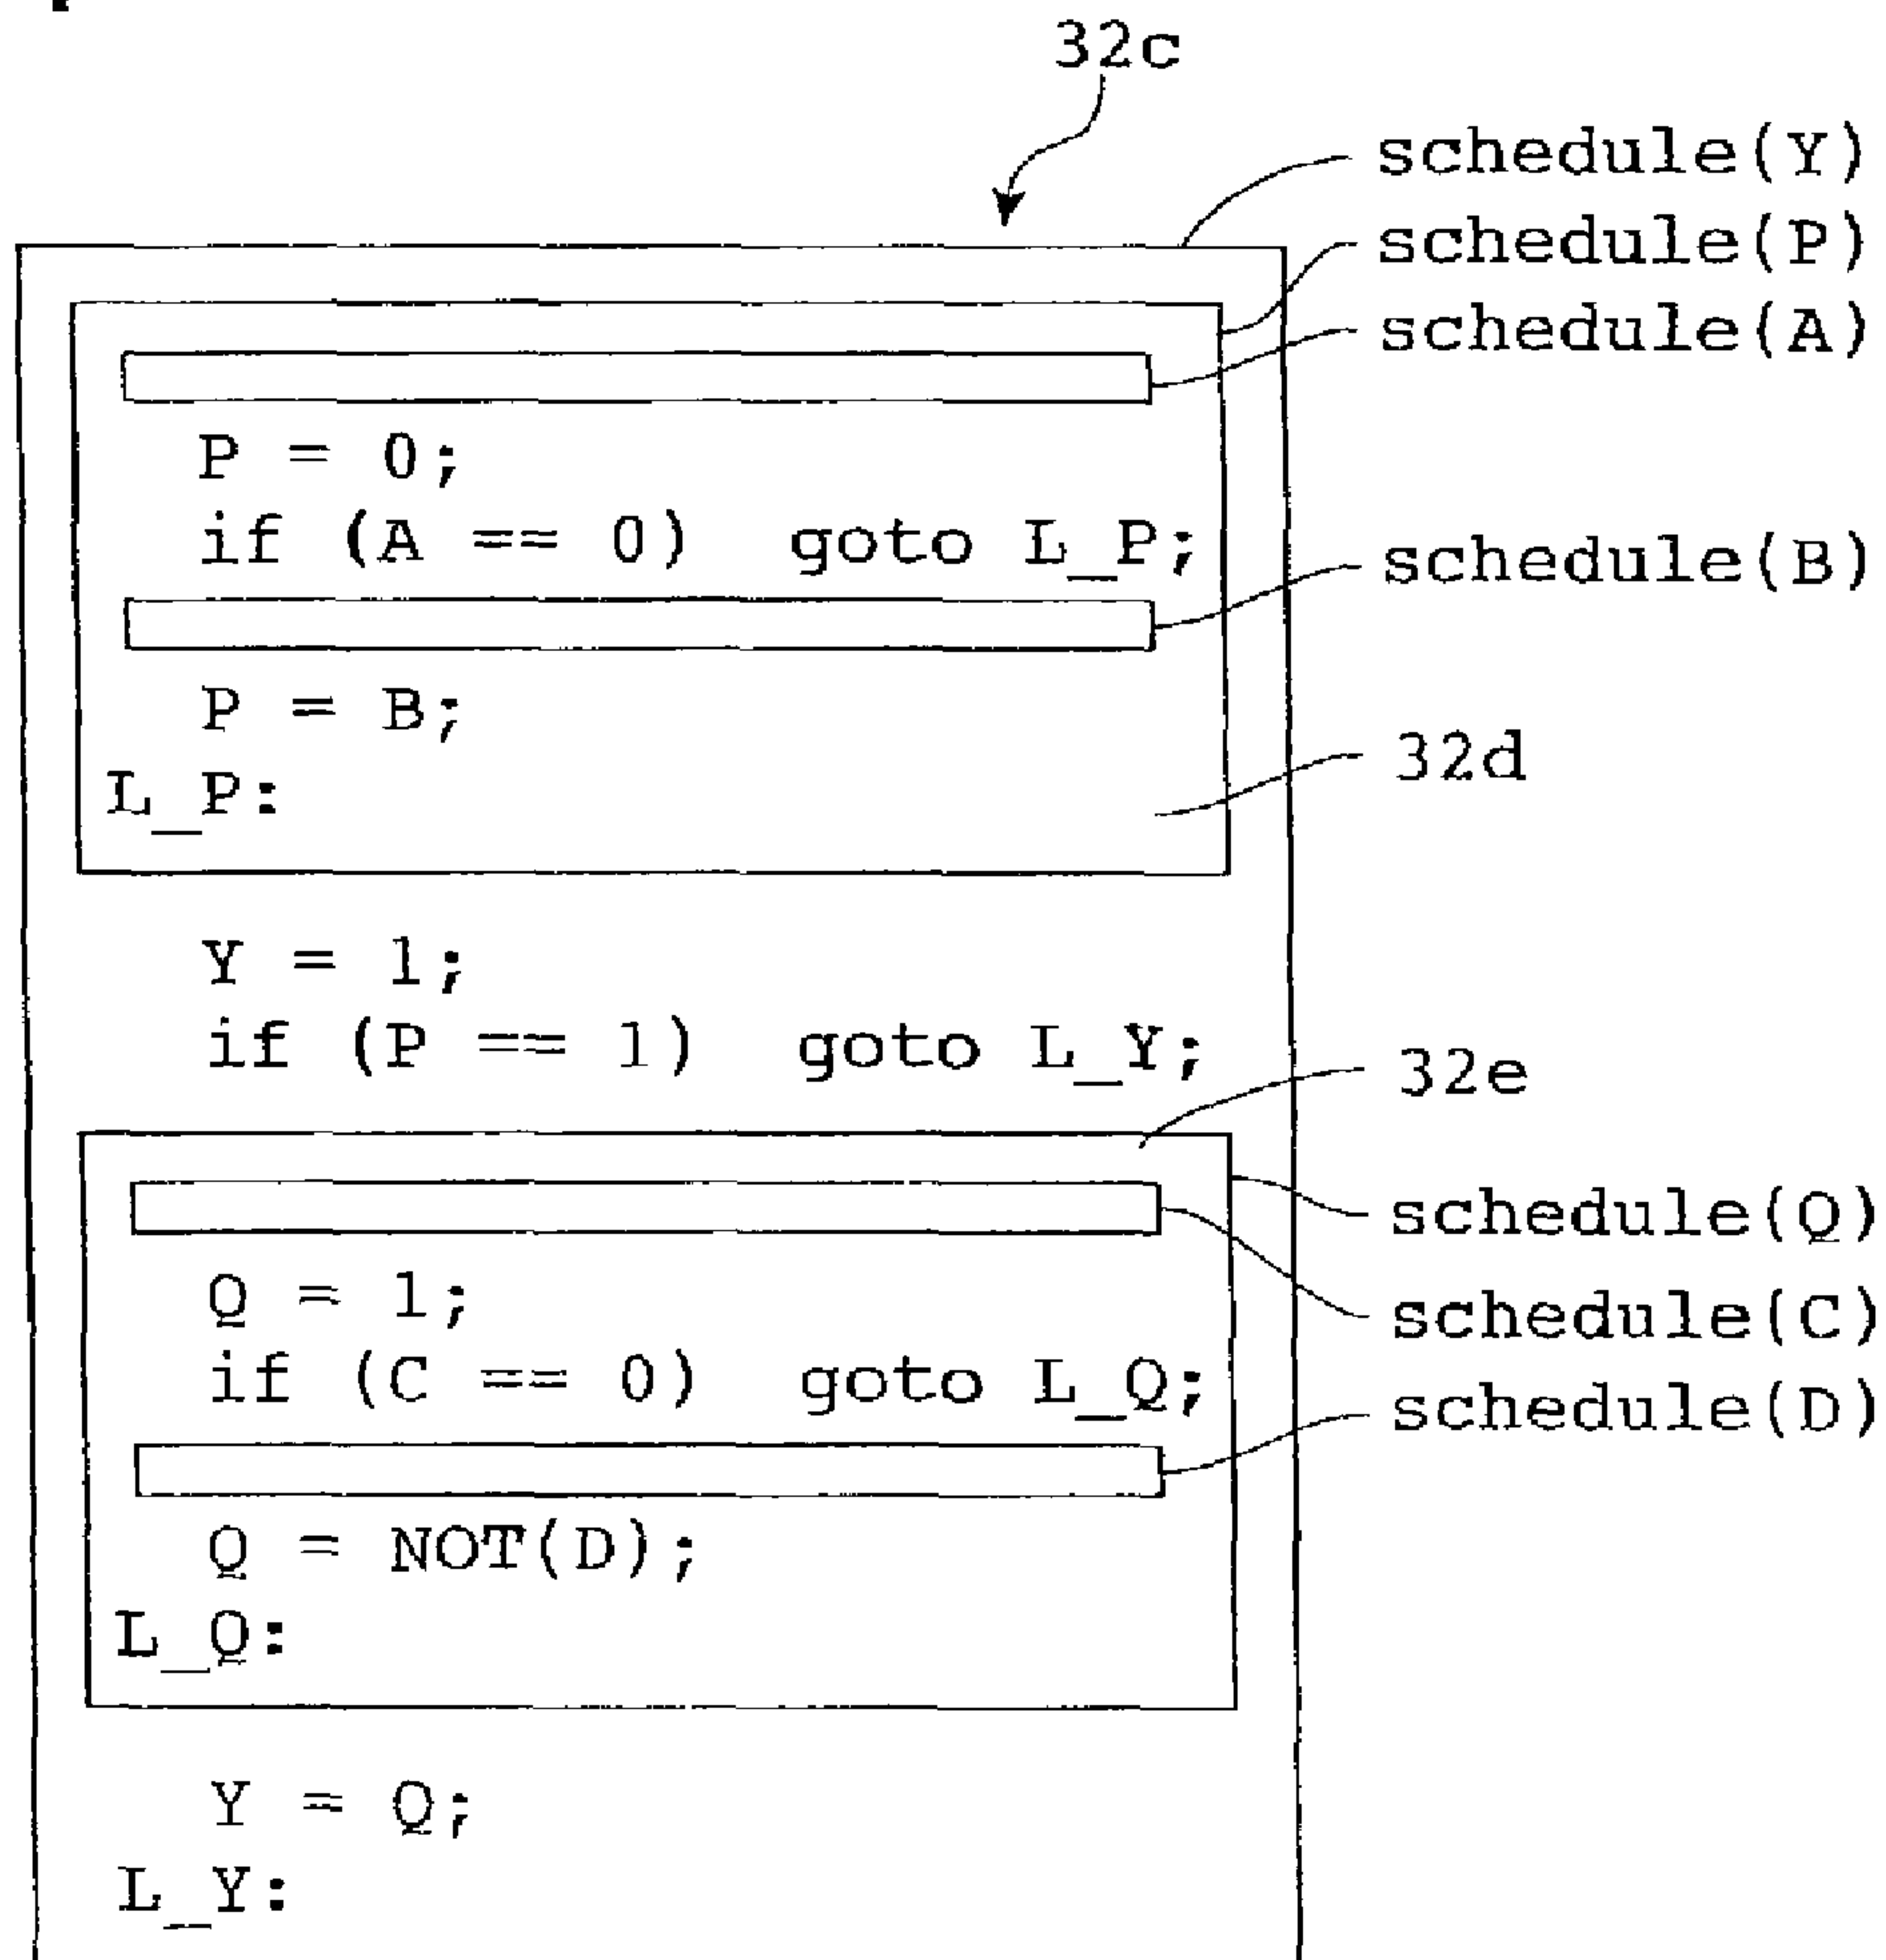 32c
schedule(Y)
schedule(P)
schedule(A)
P = 0;
if (A == 0) goto L_P;
schedule(B)
P = B;
32d
L_P:
Y = 1;
if (P == 1) goto L_Y;
32e
schedule(Q)
Q = 1;
schedule(C)
if (C == 0) goto L_Q;
schedule(D)
Q = NOT(D);
L_Q:
Y = Q;
L_Y: